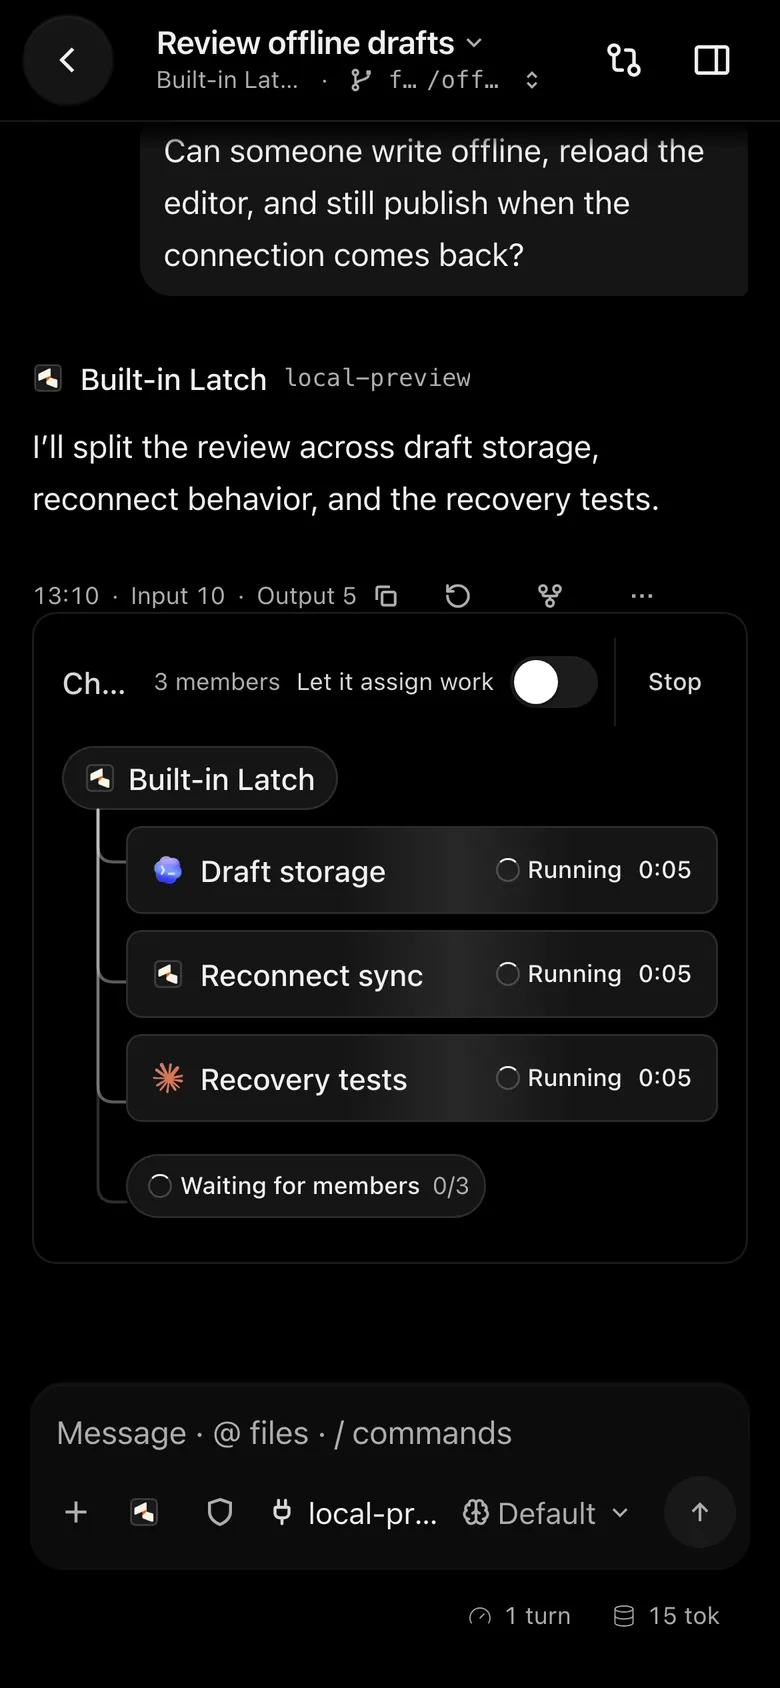 Review offline drafts
Built-in Lat... · f... /off...
Can someone write offline, reload the
editor, and still publish when the
connection comes back?
Built-in Latch local-preview
I’ll split the review across draft storage,
reconnect behavior, and the recovery tests.
13:10 · Input 10 · Output 5
Ch... 3 members Let it assign work Stop
Built-in Latch
Draft storage Running 0:05
Reconnect sync Running 0:05
Recovery tests Running 0:05
Waiting for members 0/3
Message · @ files · / commands
local-pr... Default
1 turn 15 tok